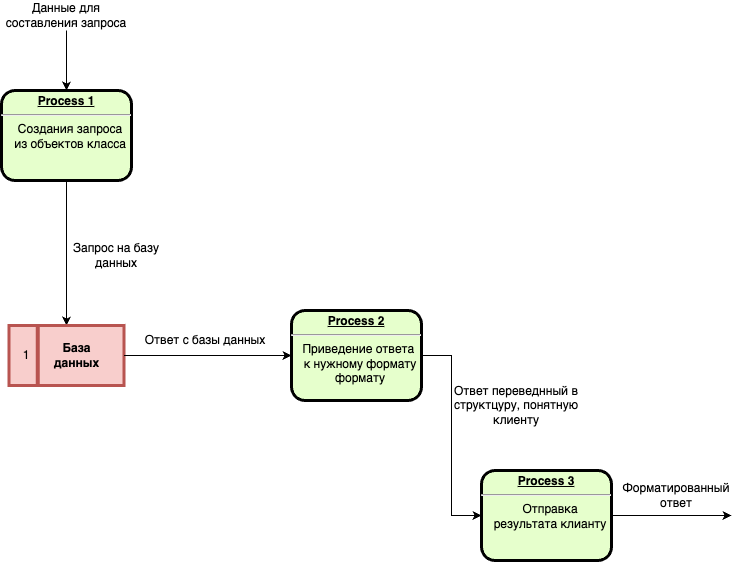 Данные для
составления запроса
Process 1
Создания запроса
из объектов класса
Запрос на базу
данных
1
База
данных
Ответ с базы данных
Process 2
Приведение ответа
к нужному формату
формату
Ответ переведнный в
структцуру, понятную
клиенту
Process 3
Отправка
результата клианту
Форматированный
ответ